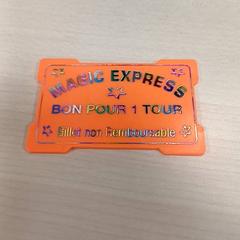 MAGIC EXPRESS
BON POUR 1 TOUR
Billet non Remboursable